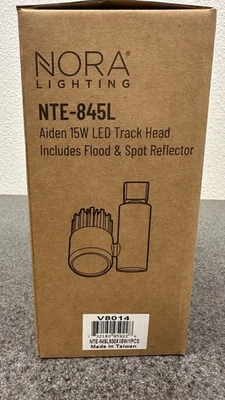 NORA
LIGHTING
NTE-845L
Aiden 15W LED Track Head
Includes Flood & Spot Reflector
V8014
Made in Taiwan